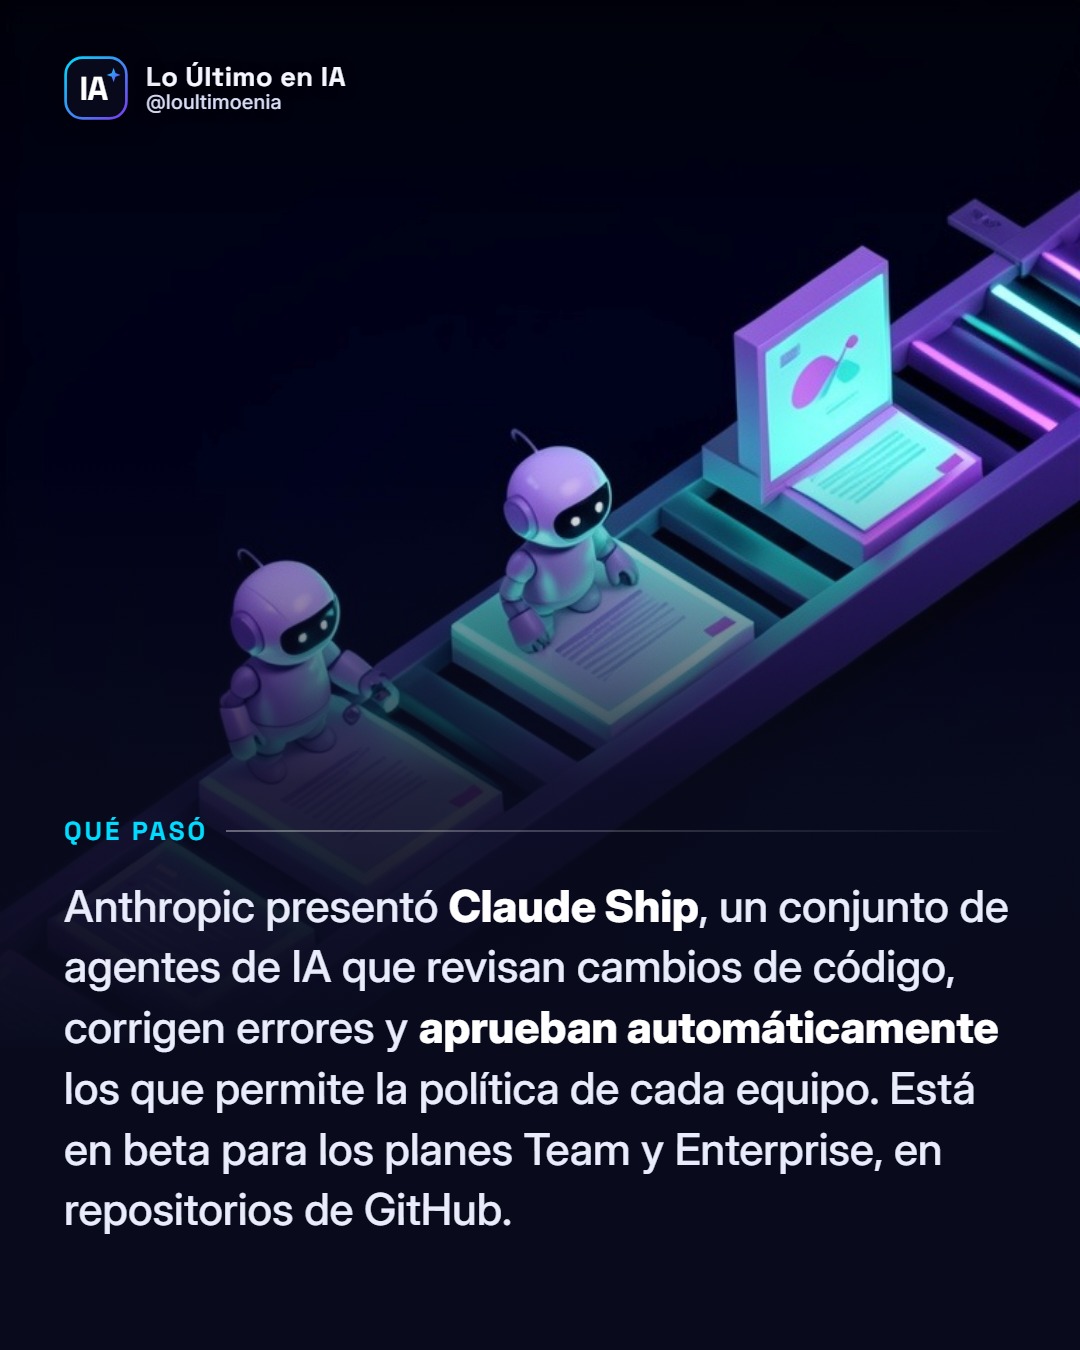 IA
Lo Último en IA
@loultimoenia
QUÉ PASÓ
Anthropic presentó Claude Ship, un conjunto de
agentes de IA que revisan cambios de código,
corrigen errores y aprueban automáticamente
los que permite la política de cada equipo. Está
en beta para los planes Team y Enterprise, en
repositorios de GitHub.